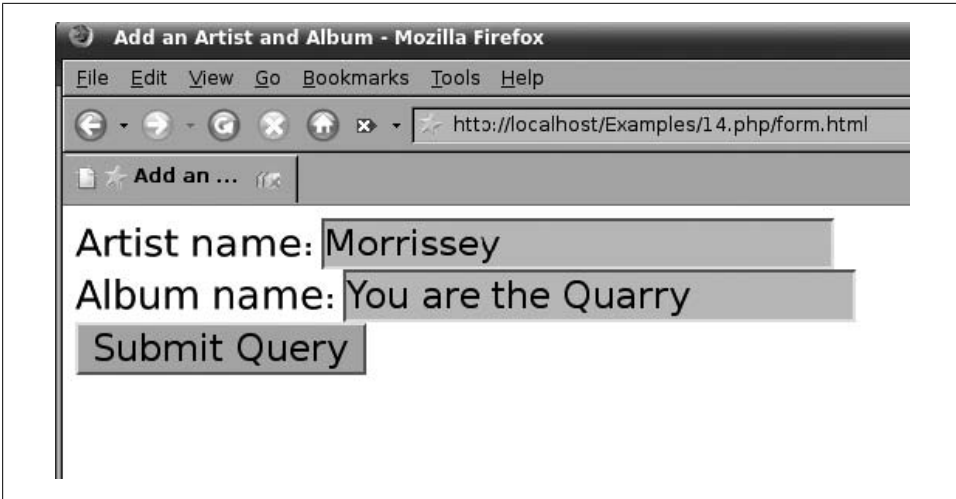 Add an Artist and Album - Mozilla Firefox
File Edit View Go Bookmarks Tools Help
http://localhost/Examples/14.php/form.html
Add an ...
Artist name: Morrissey
Album name: You are the Quarry
Submit Query